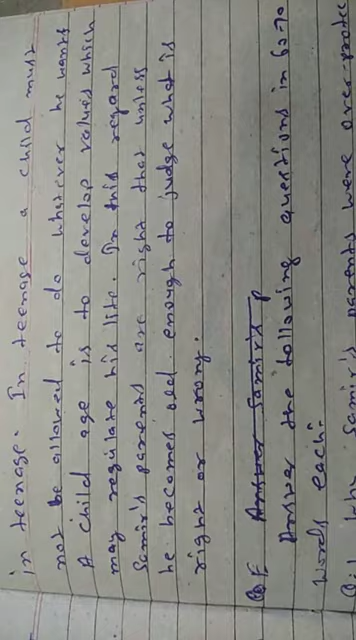 in teenage. In teenage a child must
not be allowed to do whatever he wants
A child age is to develop values which
may regulate his life. In this regard
Samir's parents are right that unless
he becomes old enough to judge what is
right or wrong.
Q.E Answer Samir's p
Answer the following questions in 60-70
words each.
Samir's parents were over-protec